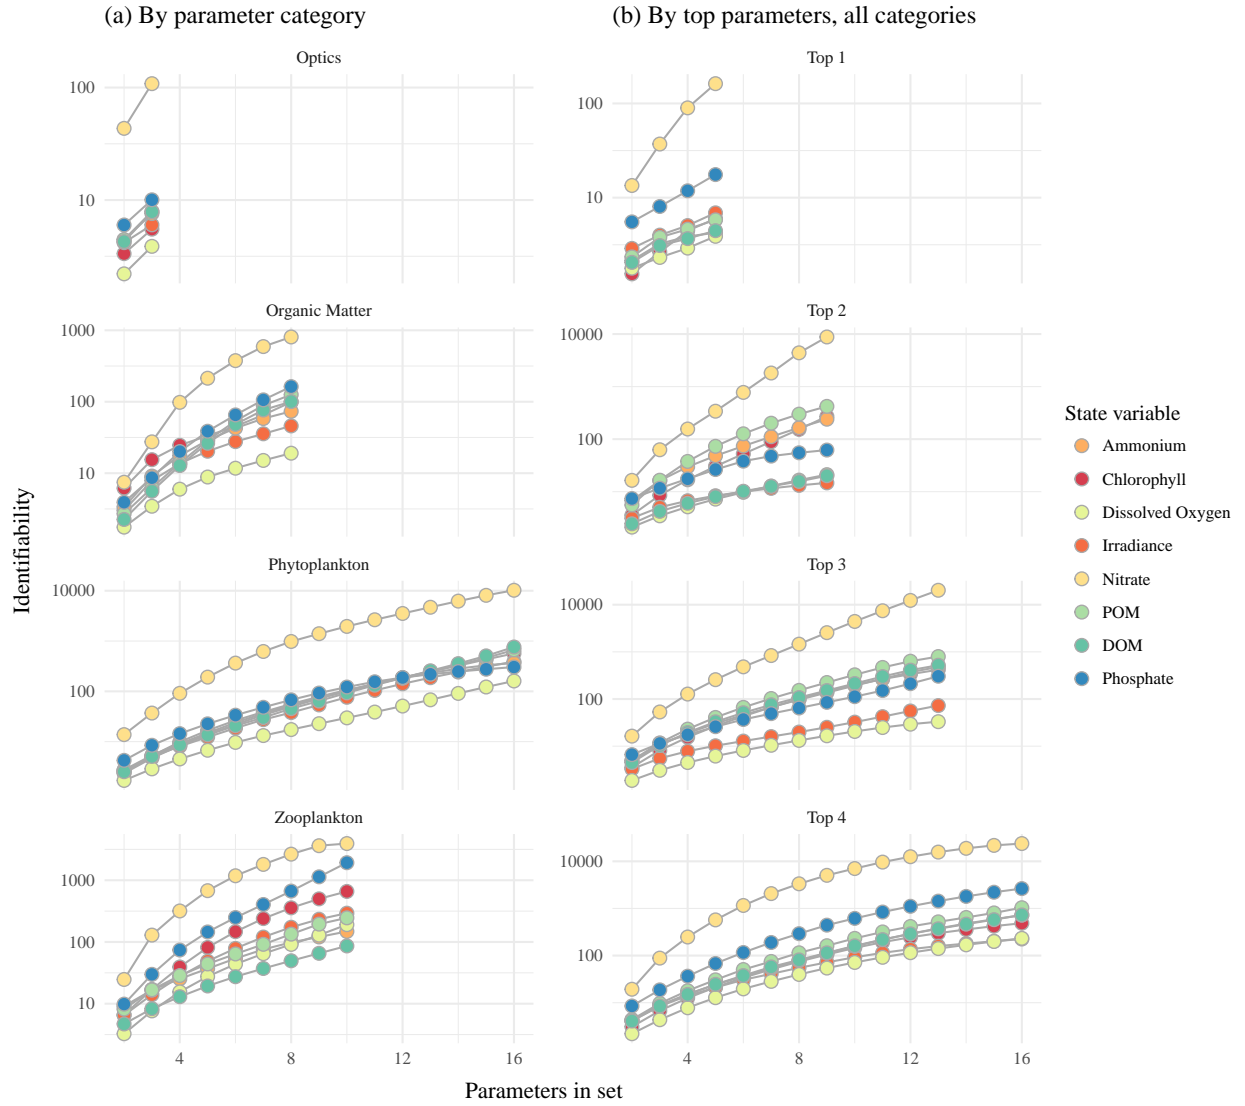 (a) By parameter category
(b) By top parameters, all categories
Optics
100
10
Organic Matter
1000
100
10
Phytoplankton
10000
100
Zooplankton
1000
100
10
4 8 12 16
Top 1
100
10
Top 2
10000
100
Top 3
10000
100
Top 4
10000
100
4 8 12 16
Identifiability
Parameters in set
State variable
Ammonium
Chlorophyll
Dissolved Oxygen
Irradiance
Nitrate
POM
DOM
Phosphate